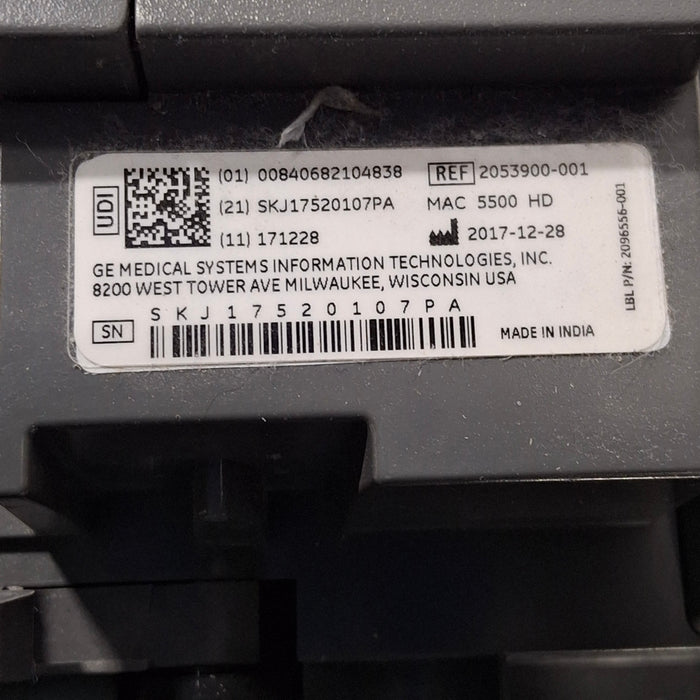 UDI
(01) 00840682104838
REF 2053900-001
(21) SKJ17520107PA
MAC 5500 HD
(11) 171228
2017-12-28
GE MEDICAL SYSTEMS INFORMATION TECHNOLOGIES, INC.
8200 WEST TOWER AVE MILWAUKEE, WISCONSIN USA
SKJ17520107PA
SN
MADE IN INDIA
LBL P/N: 2096556-001